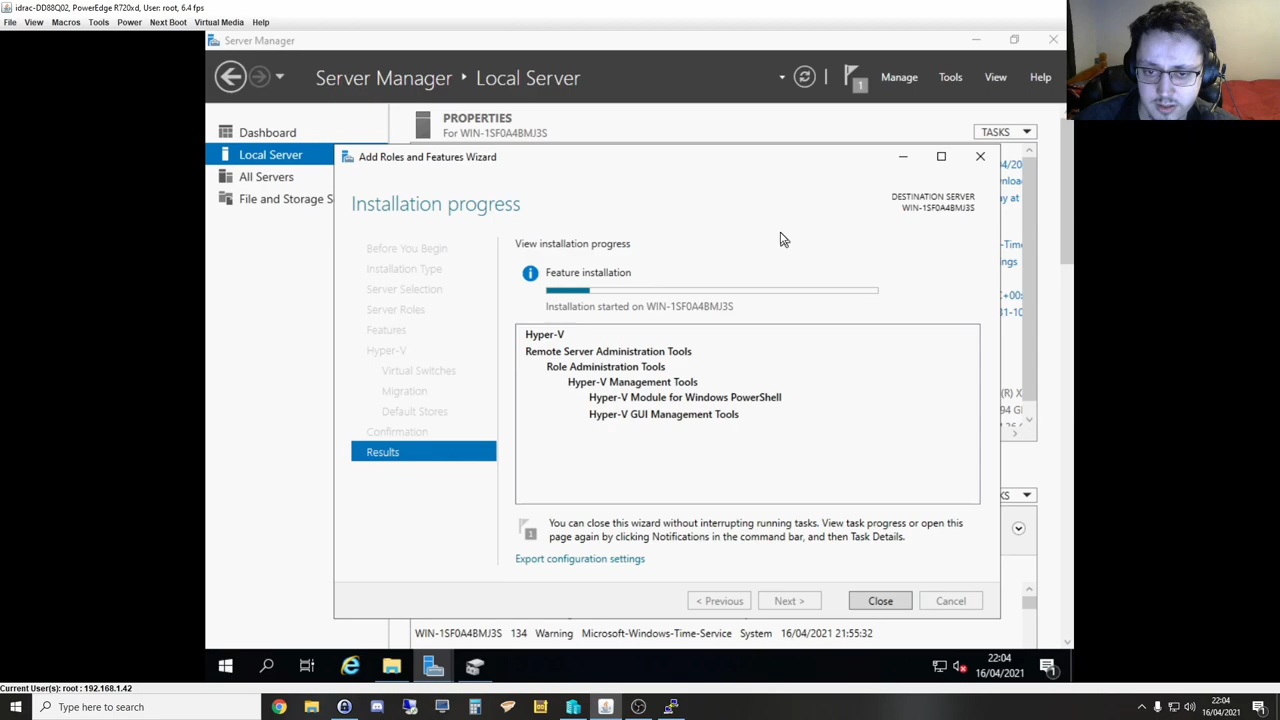 idrac-DD88Q02, PowerEdge R720xd, User: root, 6.4 fps
File View Macros Tools Power Next Boot Virtual Media Help
Server Manager
Server Manager ‣ Local Server
1
Manage Tools View Help
Dashboard
Local Server
All Servers
File and Storage S
PROPERTIES
For WIN-1SF0A4BMJ3S
TASKS
Add Roles and Features Wizard
Installation progress
DESTINATION SERVER
WIN-1SF0A4BMJ3S
Before You Begin
Installation Type
Server Selection
Server Roles
Features
Hyper-V
Virtual Switches
Migration
Default Stores
Confirmation
Results
View installation progress
Feature installation
Installation started on WIN-1SF0A4BMJ3S
Hyper-V
Remote Server Administration Tools
Role Administration Tools
Hyper-V Management Tools
Hyper-V Module for Windows PowerShell
Hyper-V GUI Management Tools
1
You can close this wizard without interrupting running tasks. View task progress or open this
page again by clicking Notifications in the command bar, and then Task Details.
Export configuration settings
< Previous
Next >
Close
Cancel
WIN-1SF0A4BMJ3S 134 Warning Microsoft-Windows-Time-Service System 16/04/2021 21:55:32
22:04
16/04/2021
1
Current User(s): root : 192.168.1.42
Type here to search
22:04
16/04/2021
1